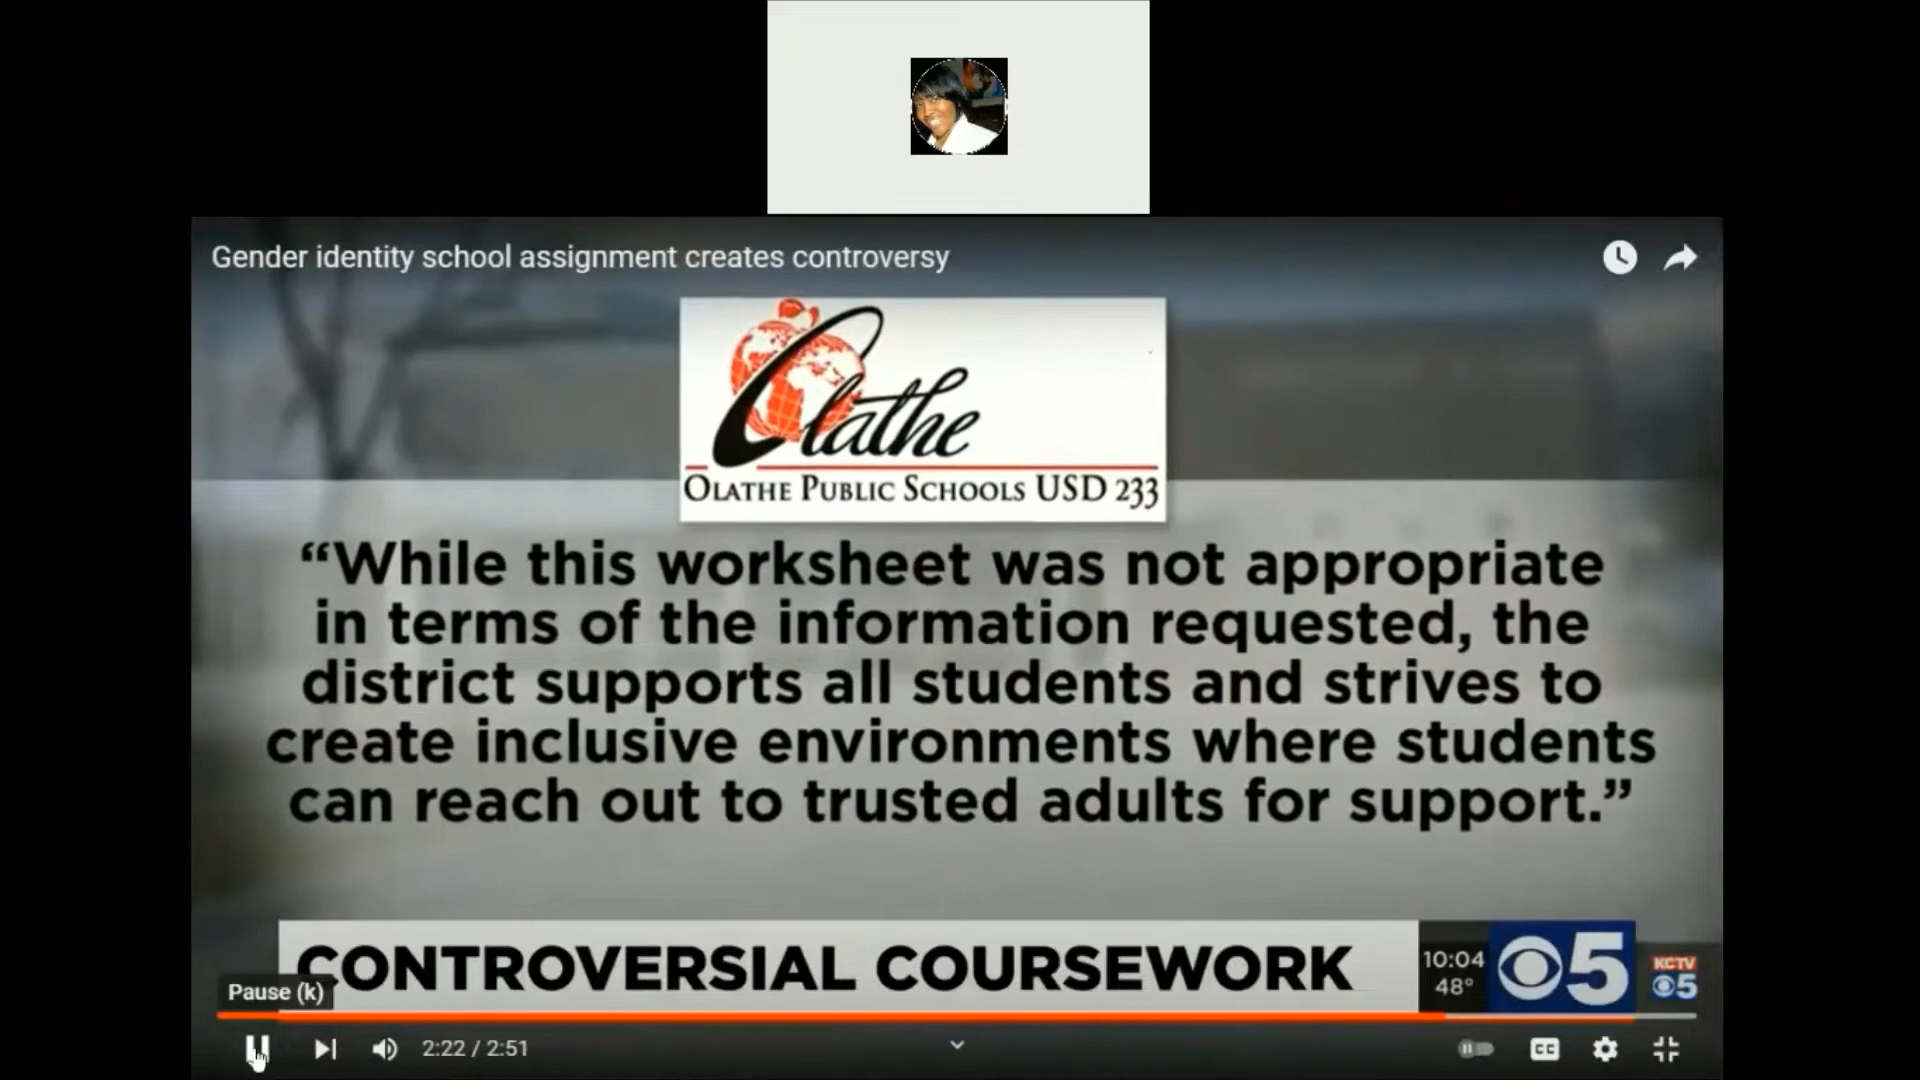 Gender identity school assignment creates controversy
Olathe
OLATHE PUBLIC SCHOOLS USD 233
“While this worksheet was not appropriate
in terms of the information requested, the
district supports all students and strives to
create inclusive environments where students
can reach out to trusted adults for support.”
CONTROVERSIAL COURSEWORK
10:04
48°
5
KCTV
5
Pause (k)
2:22 / 2:51
CC